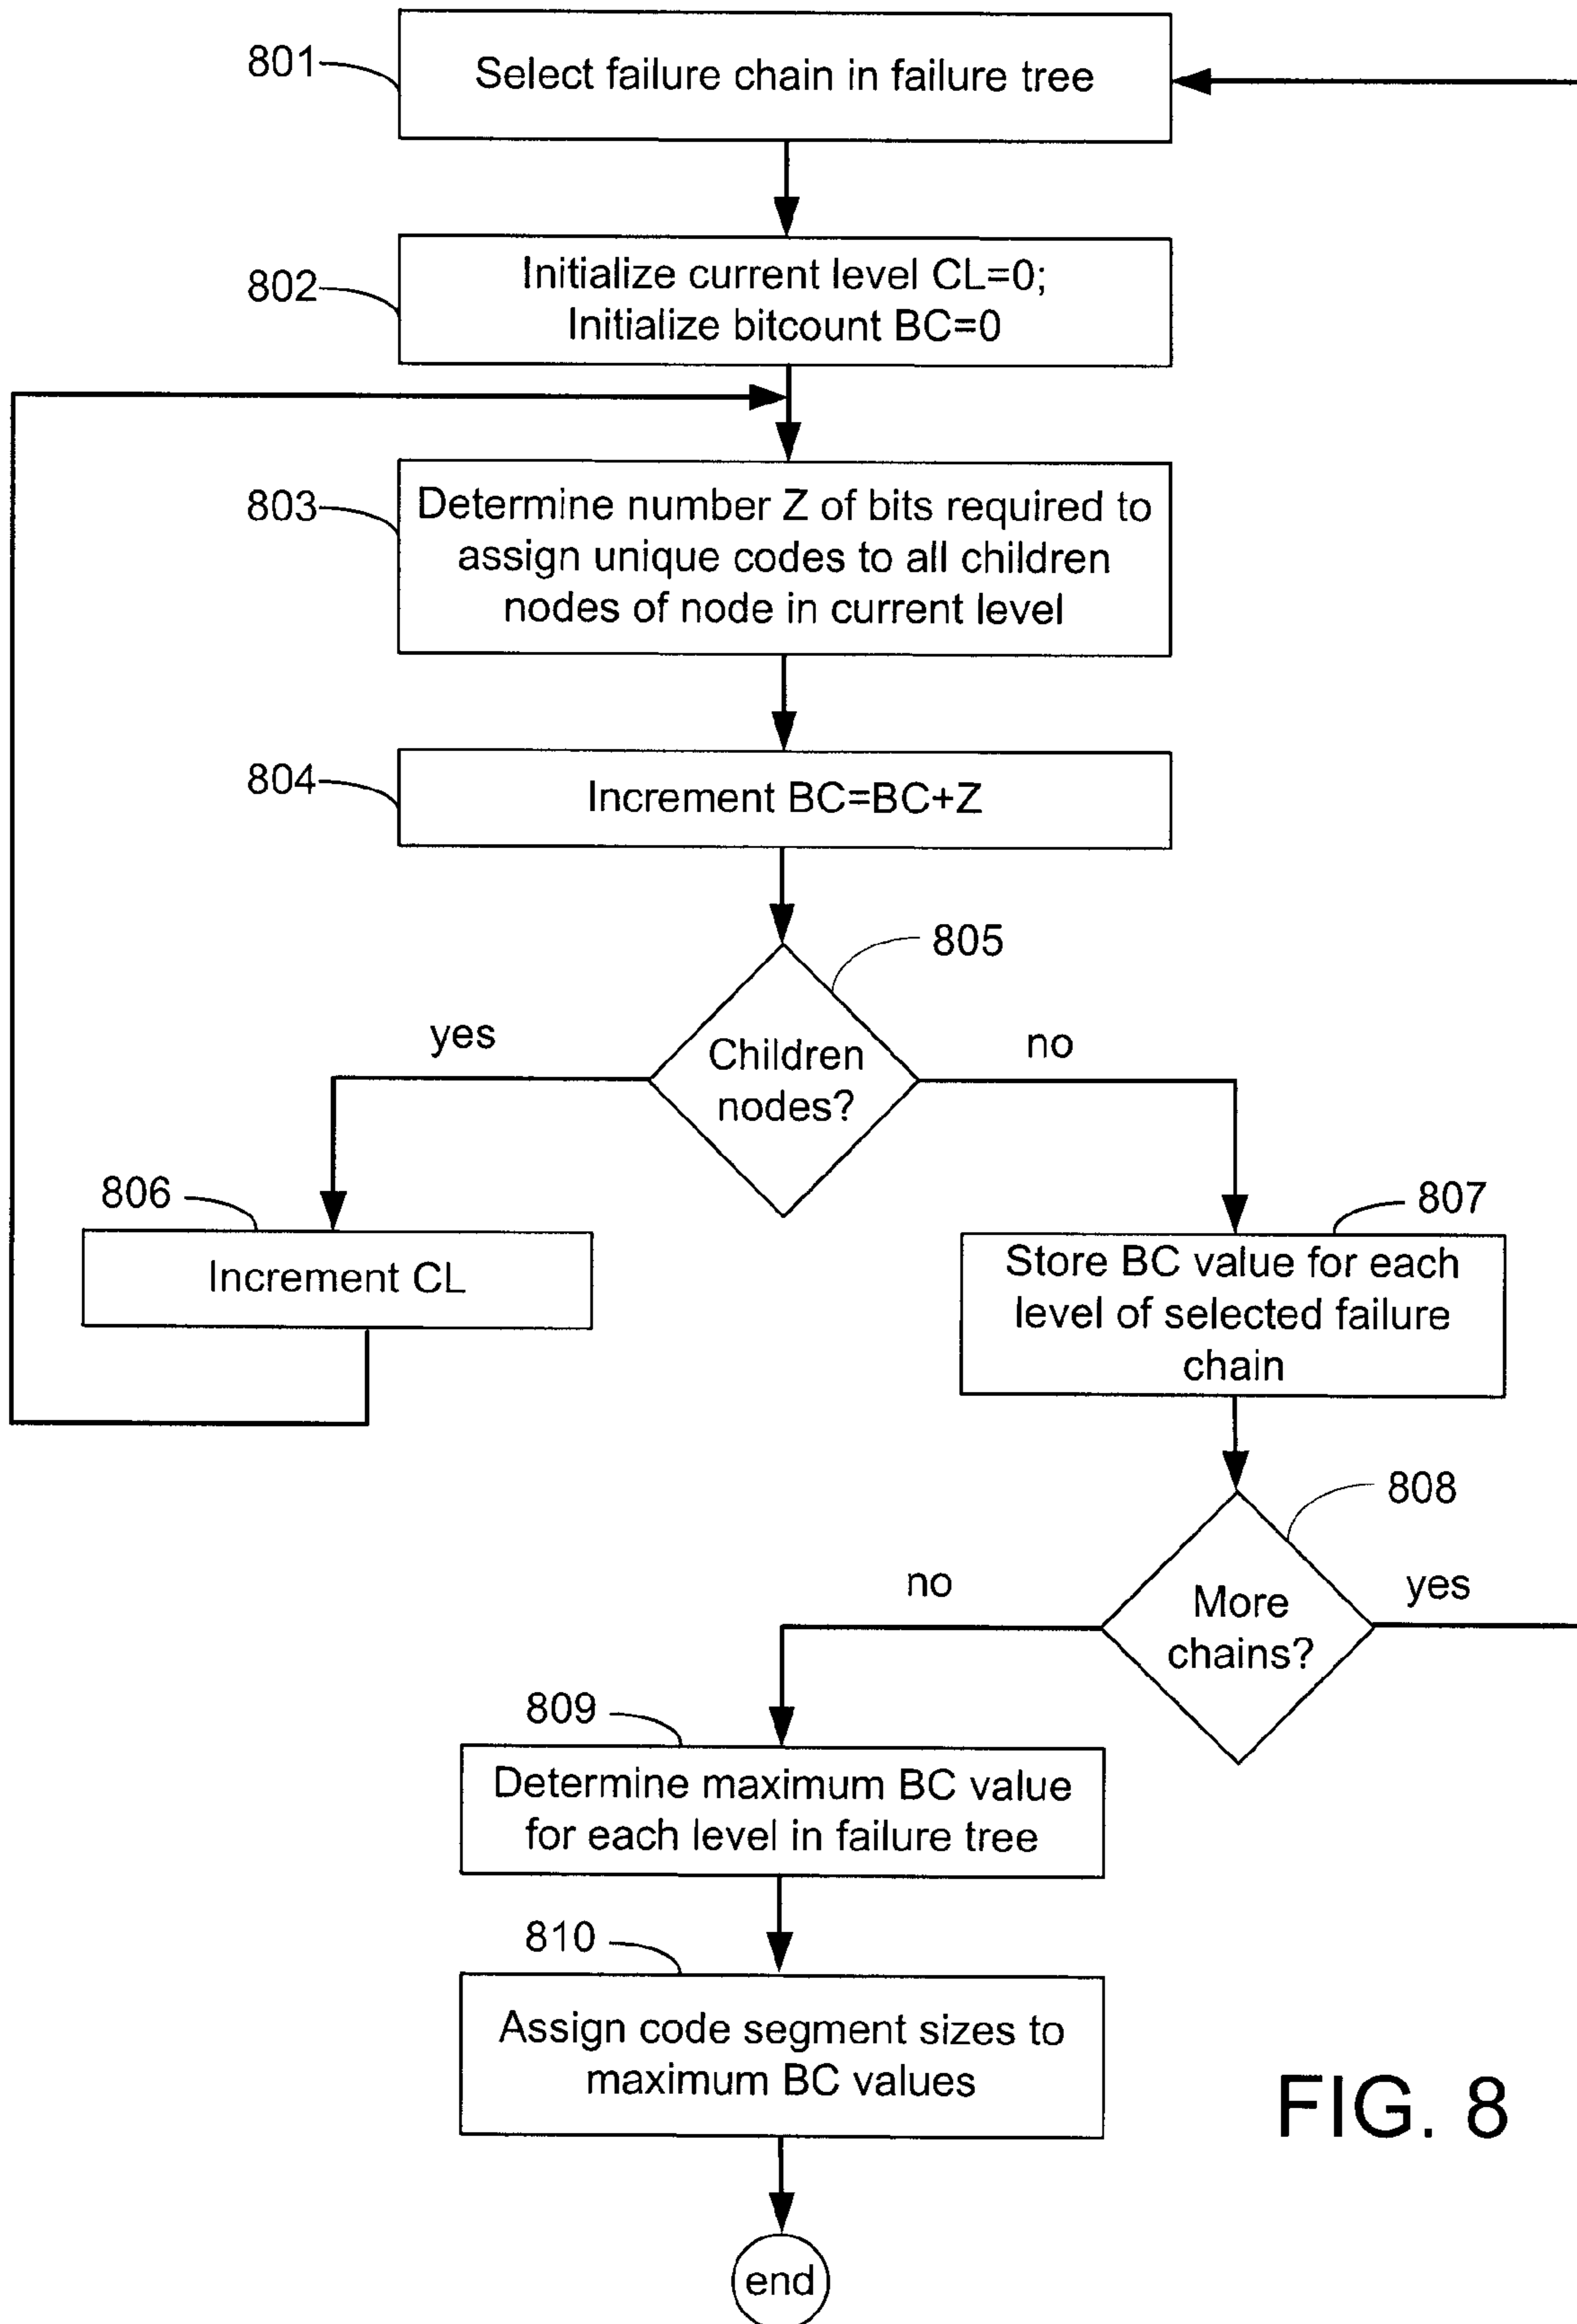 801
Select failure chain in failure tree
802
Initialize current level CL=0;
Initialize bitcount BC=0
803
Determine number Z of bits required to
assign unique codes to all children
nodes of node in current level
804
Increment BC=BC+Z
805
Children
nodes?
yes
no
806
Increment CL
807
Store BC value for each
level of selected failure
chain
808
More
chains?
no
yes
809
Determine maximum BC value
for each level in failure tree
810
Assign code segment sizes to
maximum BC values
end
FIG. 8